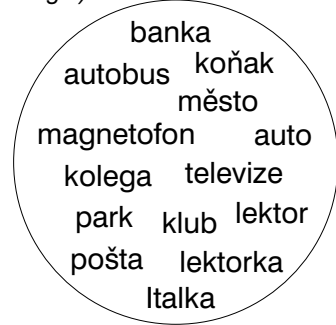 banka
autobus koňak
město
magnetofon auto
kolega televize
park klub lektor
pošta lektorka
Italka